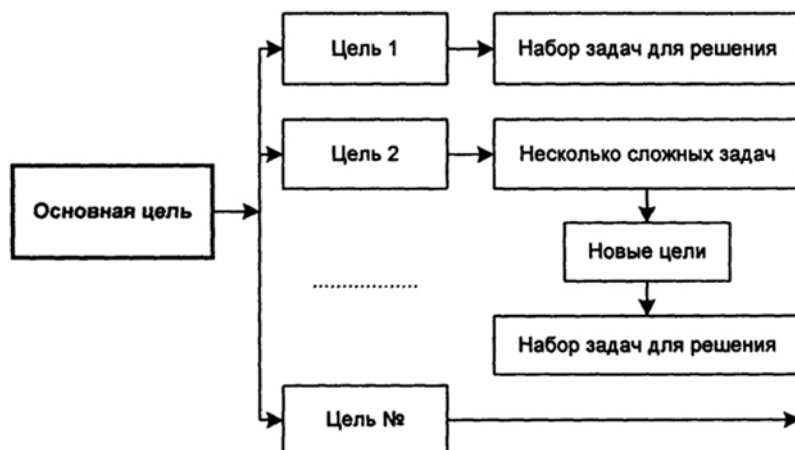 Цель 1
Набор задач для решения
Цель 2
Несколько сложных задач
Основная цель
Новые цели
....................
Набор задач для решения
Цель №